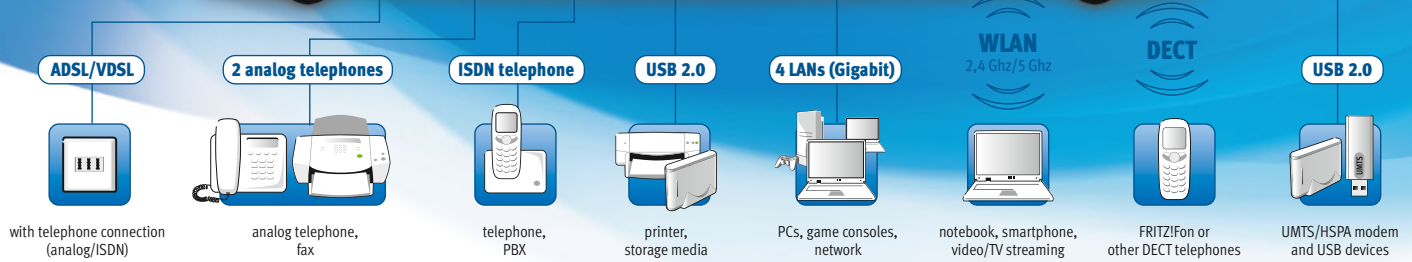 ADSL/VDSL
2 analog telephones
ISDN telephone
USB 2.0
4 LANs (Gigabit)
WLAN
2,4 Ghz/5 Ghz
DECT
USB 2.0
UMTS
with telephone connection
(analog/ISDN)
analog telephone,
fax
telephone,
PBX
printer,
storage media
PCs, game consoles,
network
notebook, smartphone,
video/TV streaming
FRITZ!Fon or
other DECT telephones
UMTS/HSPA modem
and USB devices